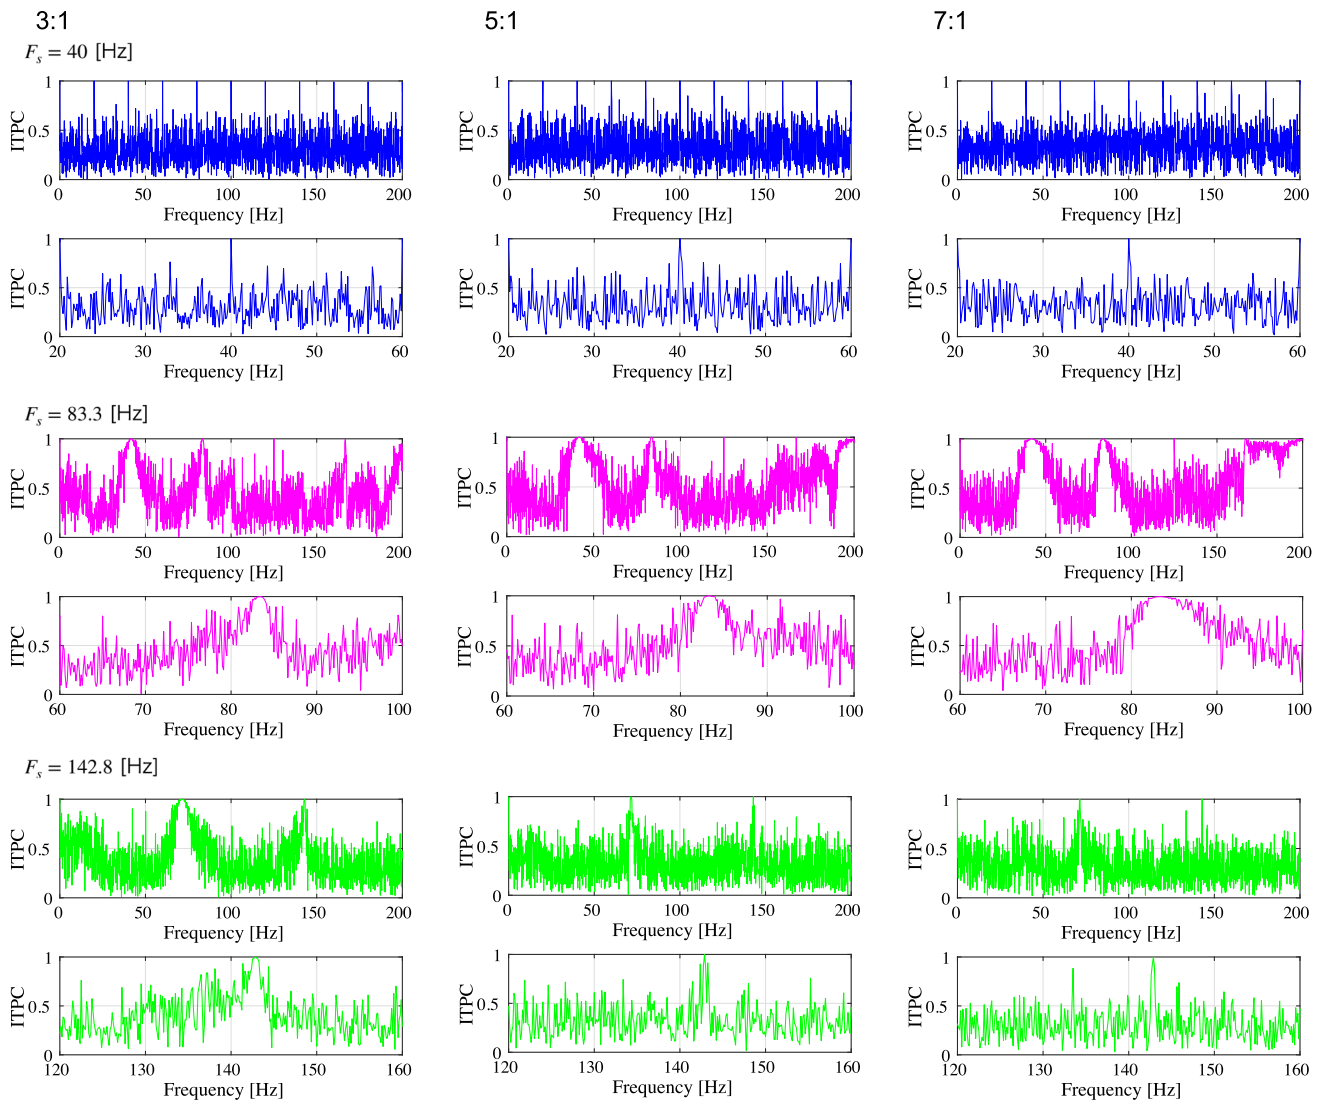 3:1 5:1 7:1
F_s = 40 [Hz]
1 1 1
ITPC 0.5 ITPC 0.5 ITPC 0.5
0 0 0
0 50 100 150 200 0 50 100 150 200 0 50 100 150 200
Frequency [Hz] Frequency [Hz] Frequency [Hz]
1 1 1
ITPC 0.5 ITPC 0.5 ITPC 0.5
0 0 0
20 30 40 50 60 20 30 40 50 60 20 30 40 50 60
Frequency [Hz] Frequency [Hz] Frequency [Hz]
F_s = 83.3 [Hz]
1 1 1
ITPC 0.5 ITPC 0.5 ITPC 0.5
0 0 0
0 50 100 150 200 0 50 100 150 200 0 50 100 150 200
Frequency [Hz] Frequency [Hz] Frequency [Hz]
1 1 1
ITPC 0.5 ITPC 0.5 ITPC 0.5
0 0 0
60 70 80 90 100 60 70 80 90 100 60 70 80 90 100
Frequency [Hz] Frequency [Hz] Frequency [Hz]
F_s = 142.8 [Hz]
1 1 1
ITPC 0.5 ITPC 0.5 ITPC 0.5
0 0 0
0 50 100 150 200 0 50 100 150 200 0 50 100 150 200
Frequency [Hz] Frequency [Hz] Frequency [Hz]
1 1 1
ITPC 0.5 ITPC 0.5 ITPC 0.5
0 0 0
120 130 140 150 160 120 130 140 150 160 120 130 140 150 160
Frequency [Hz] Frequency [Hz] Frequency [Hz]